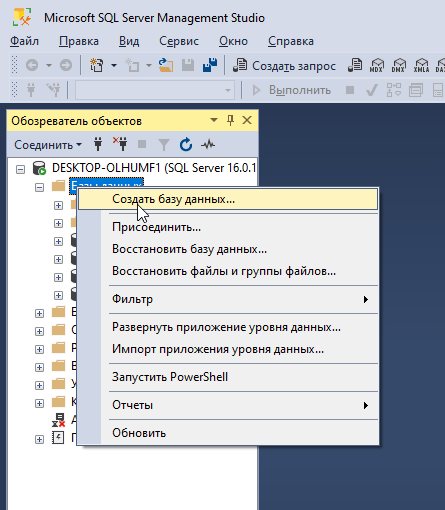 Microsoft SQL Server Management Studio
Файл Правка Вид Сервис Окно Справка
Создать запрос MDX DMX XMLA DAX
Выполнить
Обозреватель объектов
Соединить
DESKTOP-OLHUMF1 (SQL Server 16.0.1
Базы данных
Создать базу данных...
Присоединить...
Восстановить базу данных...
Восстановить файлы и группы файлов...
Фильтр
Развернуть приложение уровня данных...
Импорт приложения уровня данных...
Запустить PowerShell
Отчеты
Обновить